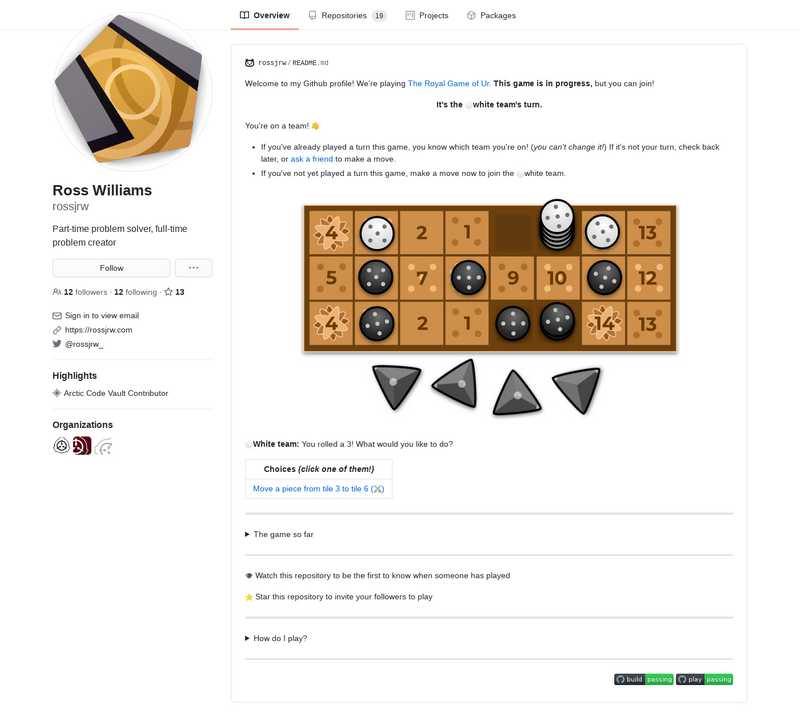 Overview
Repositories 19
Projects
Packages
Ross Williams
rossjrw
Part-time problem solver, full-time
problem creator
Follow
12 followers · 12 following · 13
Sign in to view email
https://rossjrw.com
@rossjrw_
Highlights
Arctic Code Vault Contributor
Organizations
rossjrw/README.md
Welcome to my Github profile! We're playing The Royal Game of Ur. This game is in progress, but you can join!
It's the white team's turn.
You're on a team! 👋
• If you've already played a turn this game, you know which team you're on! (you can't change it!) If it's not your turn, check back
later, or ask a friend to make a move.
• If you've not yet played a turn this game, make a move now to join the white team.
4 2 1 13
5 7 9 10 12
4 2 1 14 13
White team: You rolled a 3! What would you like to do?
Choices (click one of them!)
Move a piece from tile 3 to tile 6 (⚔️)
The game so far
👁 Watch this repository to be the first to know when someone has played
⭐ Star this repository to invite your followers to play
How do I play?
build passing play passing